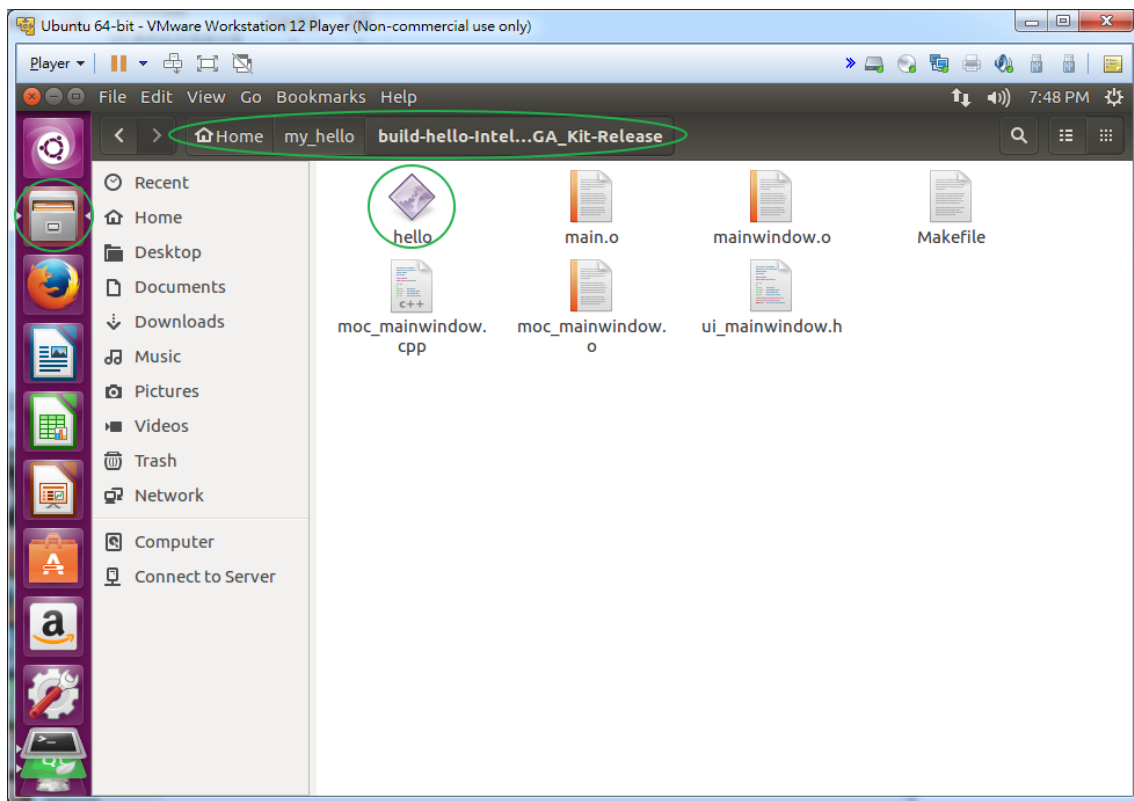 Ubuntu 64-bit - VMware Workstation 12 Player (Non-commercial use only)
Player
File Edit View Go Bookmarks Help 7:48 PM
Home my_hello build-hello-Intel...GA_Kit-Release
Recent
Home
Desktop
Documents
Downloads
Music
Pictures
Videos
Trash
Network
Computer
Connect to Server
hello main.o mainwindow.o Makefile
c++
moc_mainwindow. moc_mainwindow. ui_mainwindow.h
cpp o
A
a
>_
QC